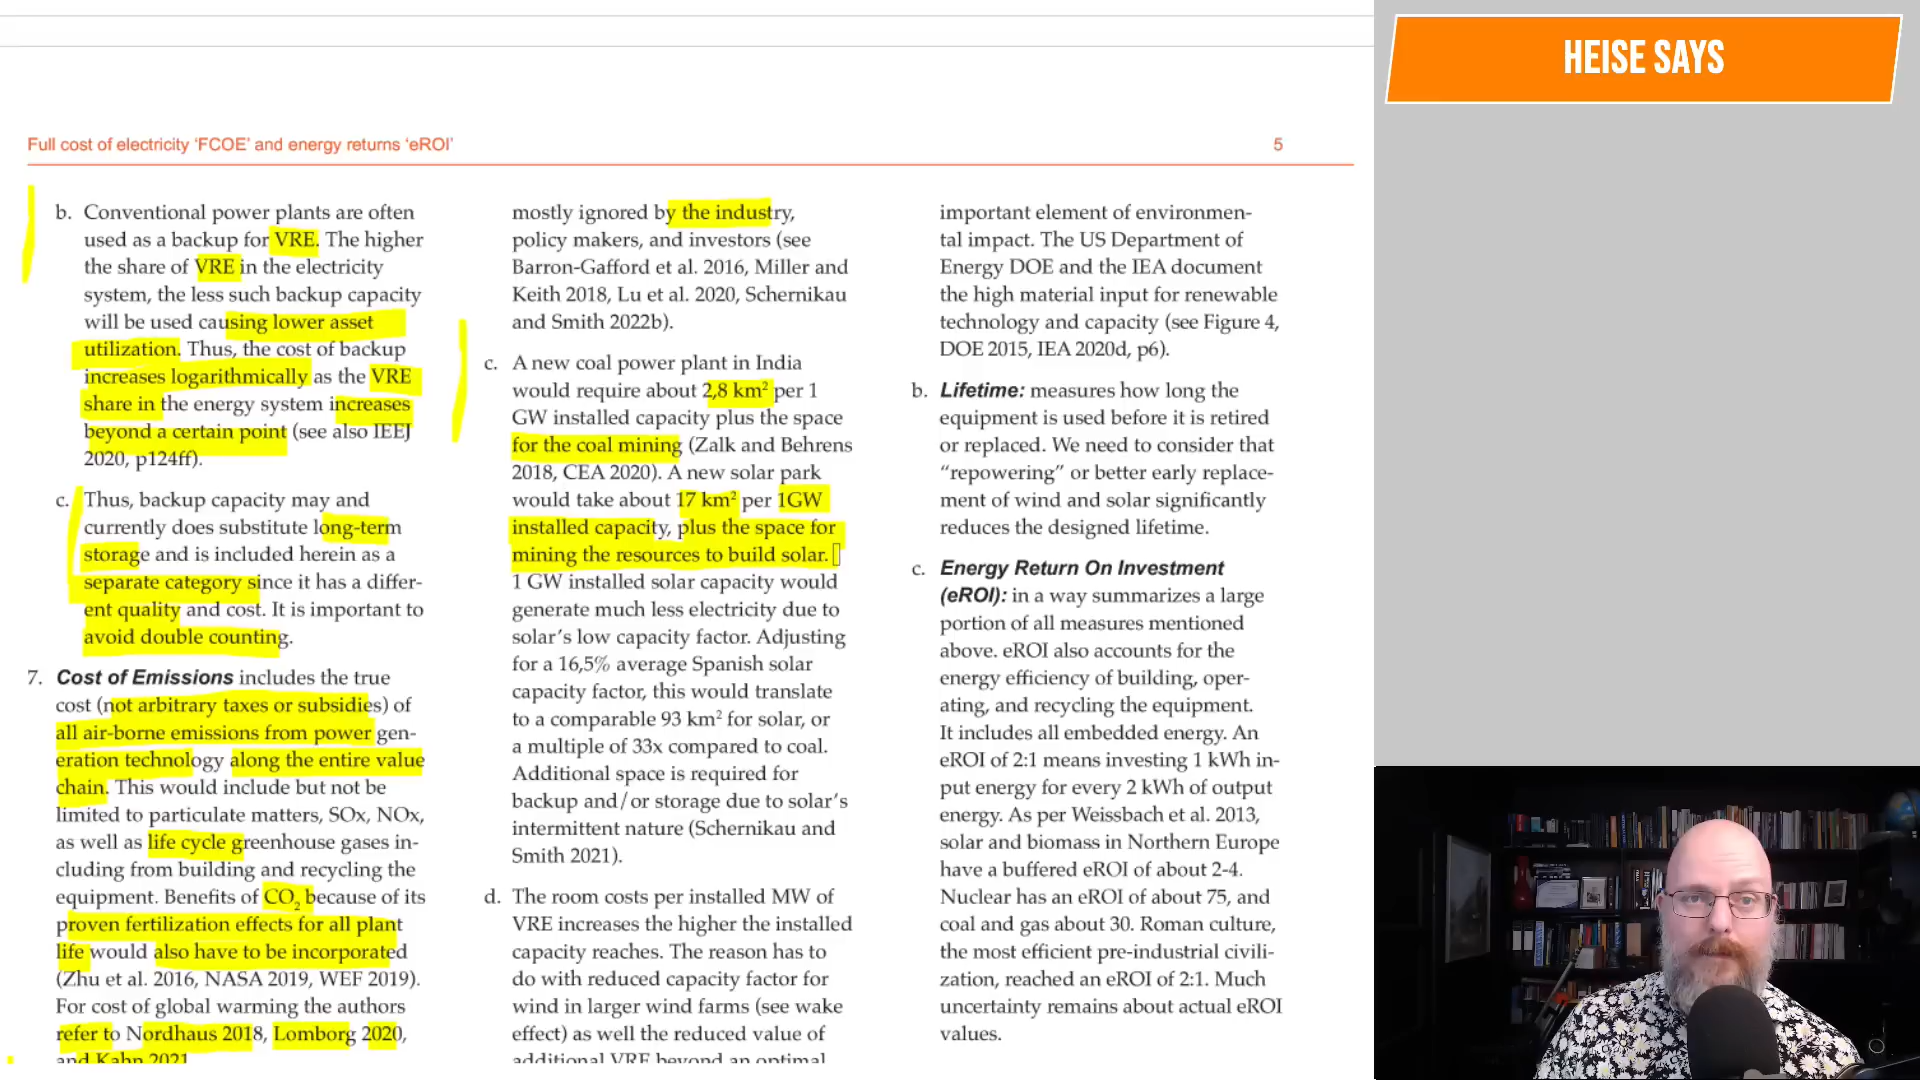 HEISE SAYS
Full cost of electricity ‘FCOE’ and energy returns ‘eROI’ 5
b. Conventional power plants are often
used as a backup for VRE. The higher
the share of VRE in the electricity
system, the less such backup capacity
will be used causing lower asset
utilization. Thus, the cost of backup
increases logarithmically as the VRE
share in the energy system increases
beyond a certain point (see also IEEJ
2020, p124ff).
c. Thus, backup capacity may and
currently does substitute long-term
storage and is included herein as a
separate category since it has a differ-
ent quality and cost. It is important to
avoid double counting.
7. Cost of Emissions includes the true
cost (not arbitrary taxes or subsidies) of
all air-borne emissions from power gen-
eration technology along the entire value
chain. This would include but not be
limited to particulate matters, SOx, NOx,
as well as life cycle greenhouse gases in-
cluding from building and recycling the
equipment. Benefits of CO₂ because of its
proven fertilization effects for all plant
life would also have to be incorporated
(Zhu et al. 2016, NASA 2019, WEF 2019).
For cost of global warming the authors
refer to Nordhaus 2018, Lomborg 2020,
and Kahn 2021
mostly ignored by the industry,
policy makers, and investors (see
Barron-Gafford et al. 2016, Miller and
Keith 2018, Lu et al. 2020, Schernikau
and Smith 2022b).
c. A new coal power plant in India
would require about 2,8 km² per 1
GW installed capacity plus the space
for the coal mining (Zalk and Behrens
2018, CEA 2020). A new solar park
would take about 17 km² per 1GW
installed capacity, plus the space for
mining the resources to build solar.
1 GW installed solar capacity would
generate much less electricity due to
solar’s low capacity factor. Adjusting
for a 16,5% average Spanish solar
capacity factor, this would translate
to a comparable 93 km² for solar, or
a multiple of 33x compared to coal.
Additional space is required for
backup and/or storage due to solar’s
intermittent nature (Schernikau and
Smith 2021).
d. The room costs per installed MW of
VRE increases the higher the installed
capacity reaches. The reason has to
do with reduced capacity factor for
wind in larger wind farms (see wake
effect) as well the reduced value of
additional VRE beyond an optimal
important element of environmen-
tal impact. The US Department of
Energy DOE and the IEA document
the high material input for renewable
technology and capacity (see Figure 4,
DOE 2015, IEA 2020d, p6).
b. Lifetime: measures how long the
equipment is used before it is retired
or replaced. We need to consider that
“repowering” or better early replace-
ment of wind and solar significantly
reduces the designed lifetime.
c. Energy Return On Investment
(eROI): in a way summarizes a large
portion of all measures mentioned
above. eROI also accounts for the
energy efficiency of building, oper-
ating, and recycling the equipment.
It includes all embedded energy. An
eROI of 2:1 means investing 1 kWh in-
put energy for every 2 kWh of output
energy. As per Weissbach et al. 2013,
solar and biomass in Northern Europe
have a buffered eROI of about 2-4.
Nuclear has an eROI of about 75, and
coal and gas about 30. Roman culture,
the most efficient pre-industrial civili-
zation, reached an eROI of 2:1. Much
uncertainty remains about actual eROI
values.